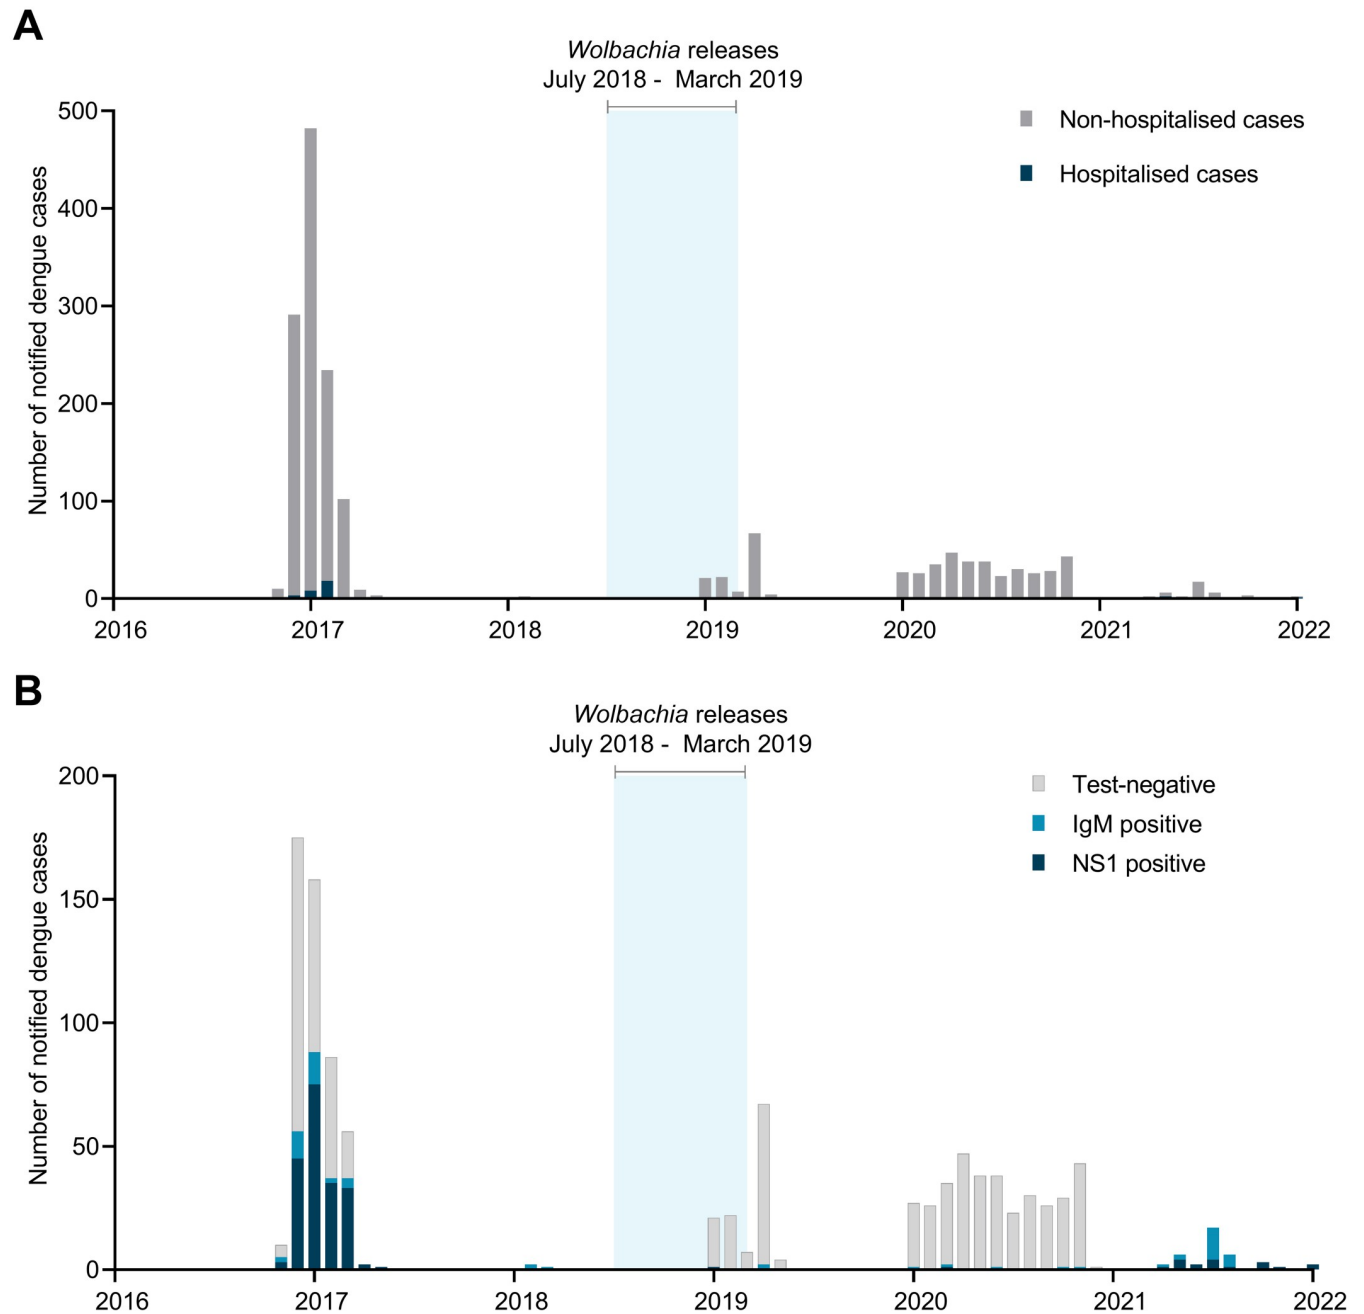 A
Wolbachia releases
July 2018 - March 2019
Number of notified dengue cases
500
400
300
200
100
0
Non-hospitalised cases
Hospitalised cases
2016 2017 2018 2019 2020 2021 2022
B
Wolbachia releases
July 2018 - March 2019
Number of notified dengue cases
200
150
100
50
0
Test-negative
IgM positive
NS1 positive
2016 2017 2018 2019 2020 2021 2022